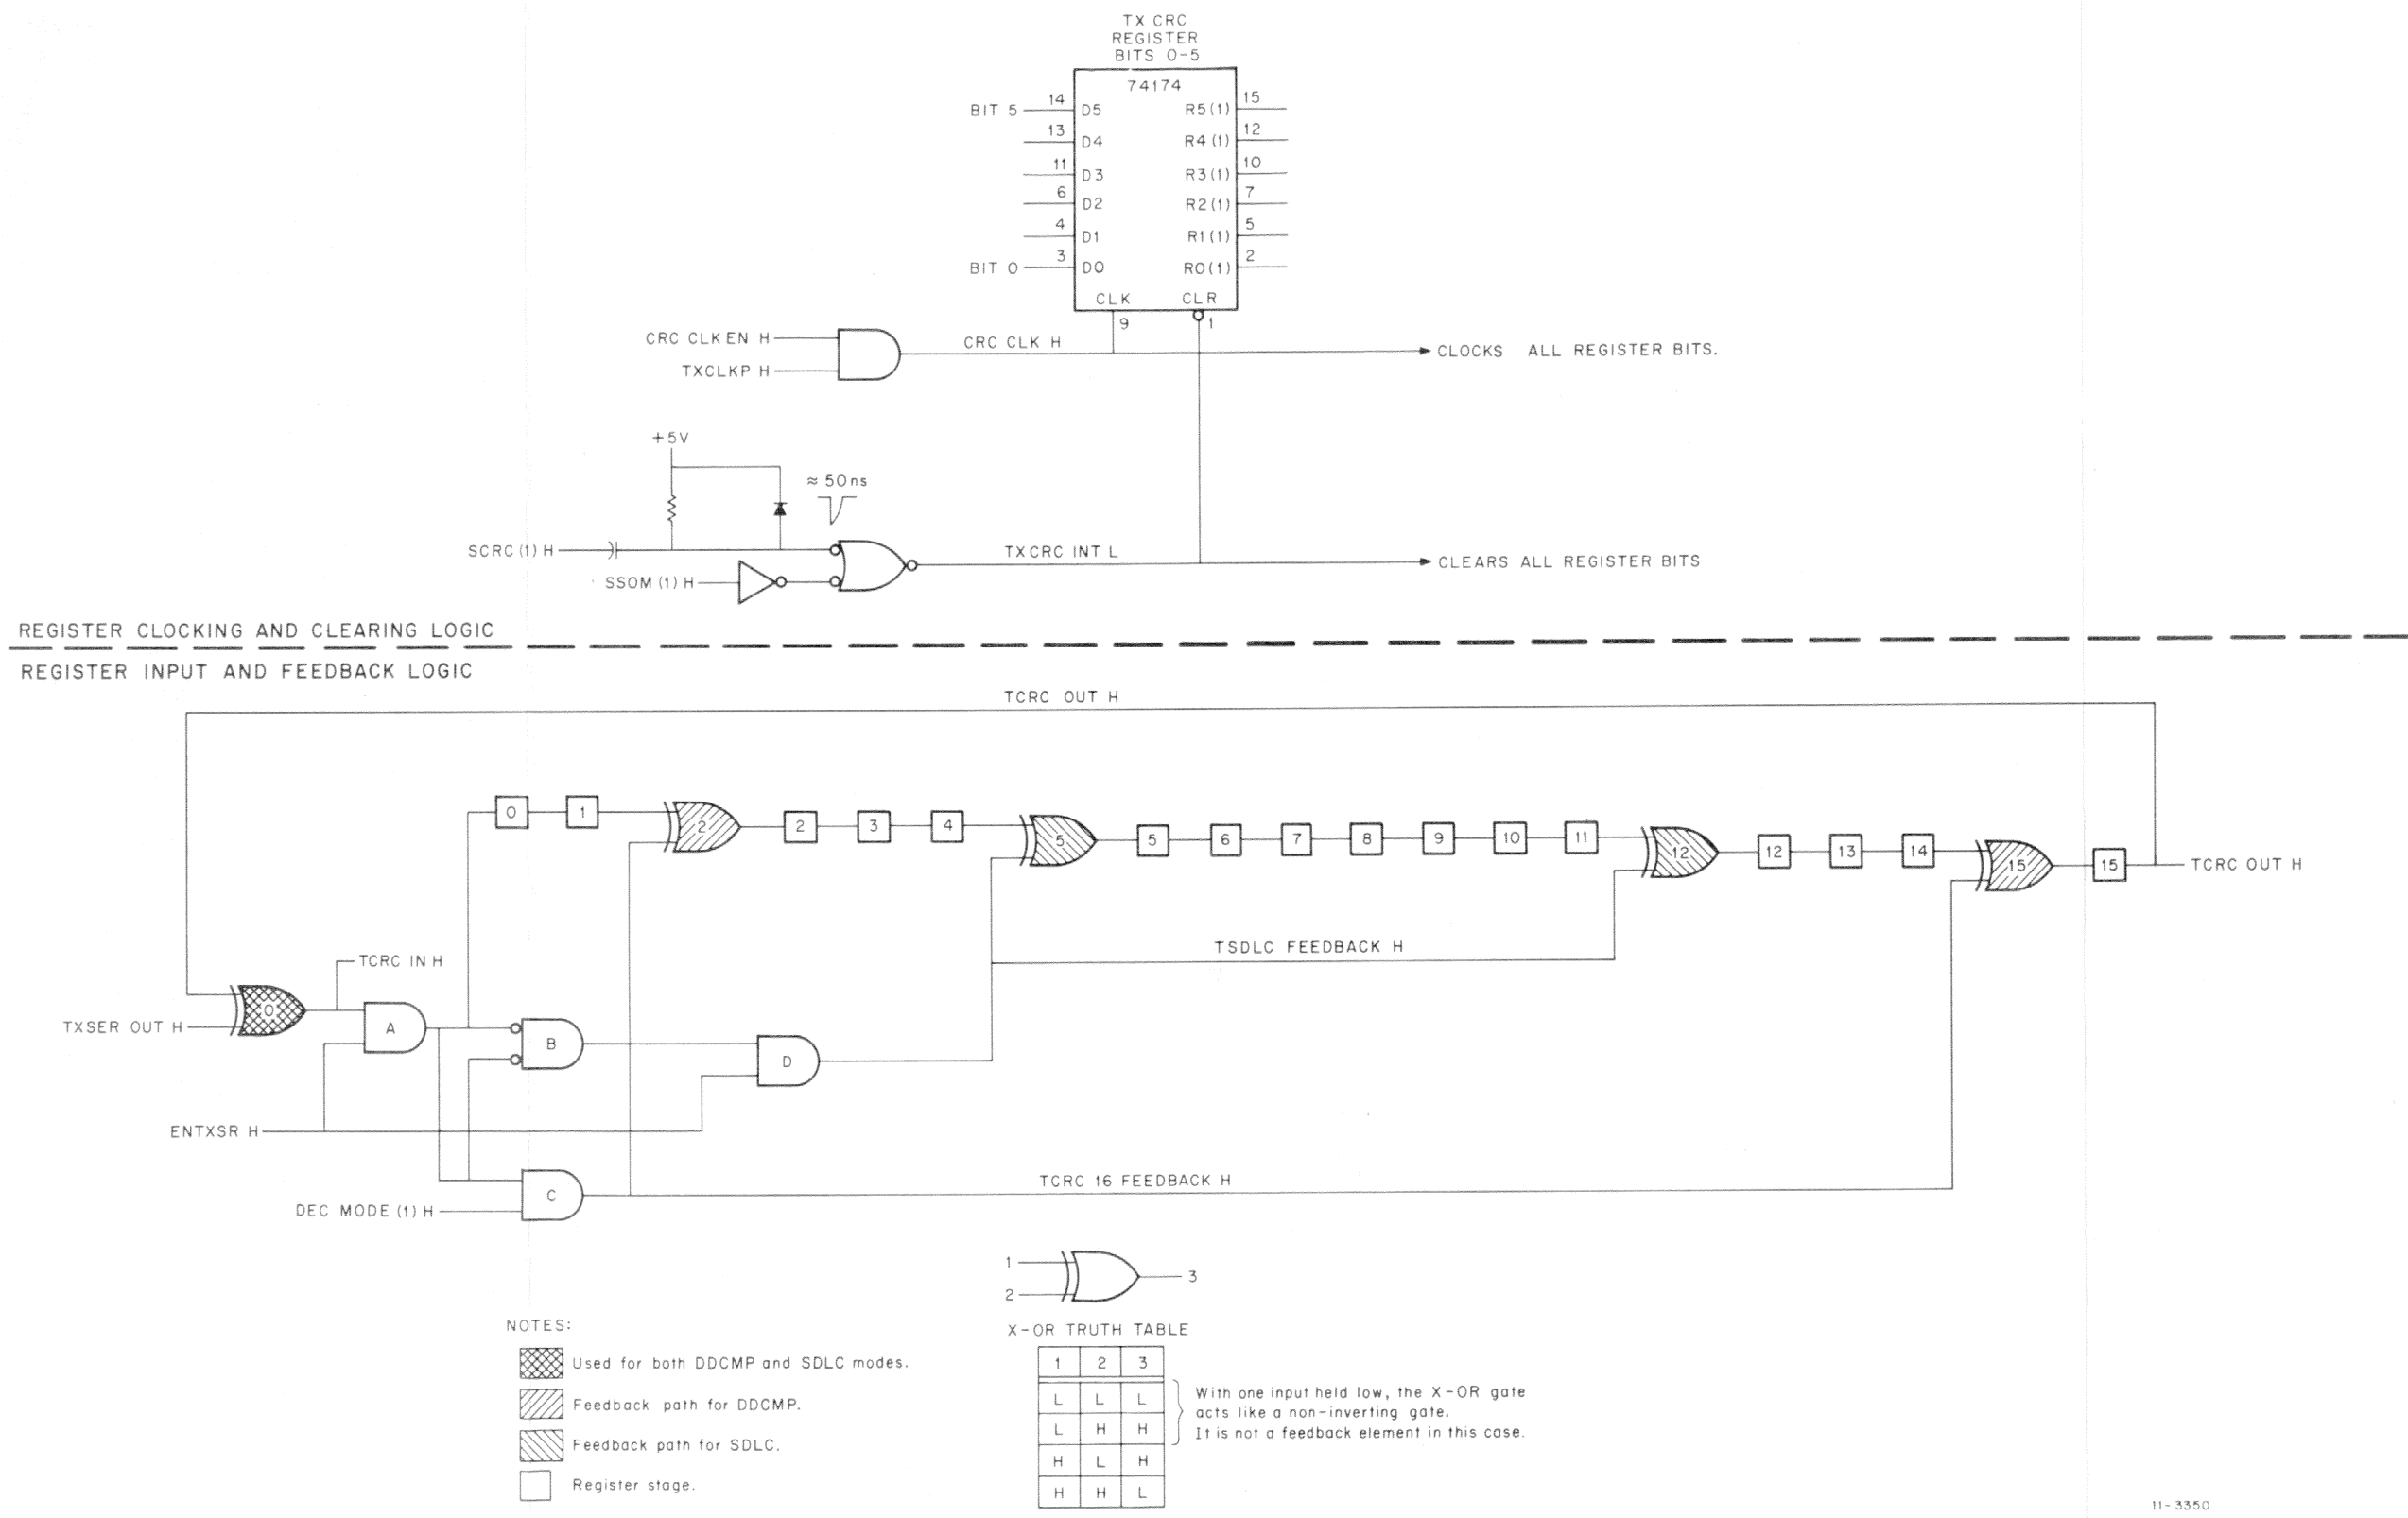 TX CRC
REGISTER
BITS 0-5
74174
BIT 5 14 D5 R5(1) 15
13 D4 R4(1) 12
11 D3 R3(1) 10
6 D2 R2(1) 7
4 D1 R1(1) 5
BIT 0 3 D0 R0(1) 2
CLK CLR
9 1
CRC CLK EN H
TXCLKP H
CRC CLK H
CLOCKS ALL REGISTER BITS.
+5V
≈ 50ns
SCRC (1) H
SSOM (1) H
TXCRC INT L
CLEARS ALL REGISTER BITS
REGISTER CLOCKING AND CLEARING LOGIC
REGISTER INPUT AND FEEDBACK LOGIC
TCRC OUT H
0 1 2 2 3 4 5 5 6 7 8 9 10 11 12 12 13 14 15 15 TCRC OUT H
TSDLC FEEDBACK H
TCRC IN H
0
TXSER OUT H
A
B
D
ENTXSR H
TCRC 16 FEEDBACK H
C
DEC MODE (1) H
1
2
3
NOTES:
Used for both DDCMP and SDLC modes.
Feedback path for DDCMP.
Feedback path for SDLC.
Register stage.
X-OR TRUTH TABLE
1 2 3
L L L
L H H
H L H
H H L
With one input held low, the X-OR gate
acts like a non-inverting gate.
It is not a feedback element in this case.
11-3350